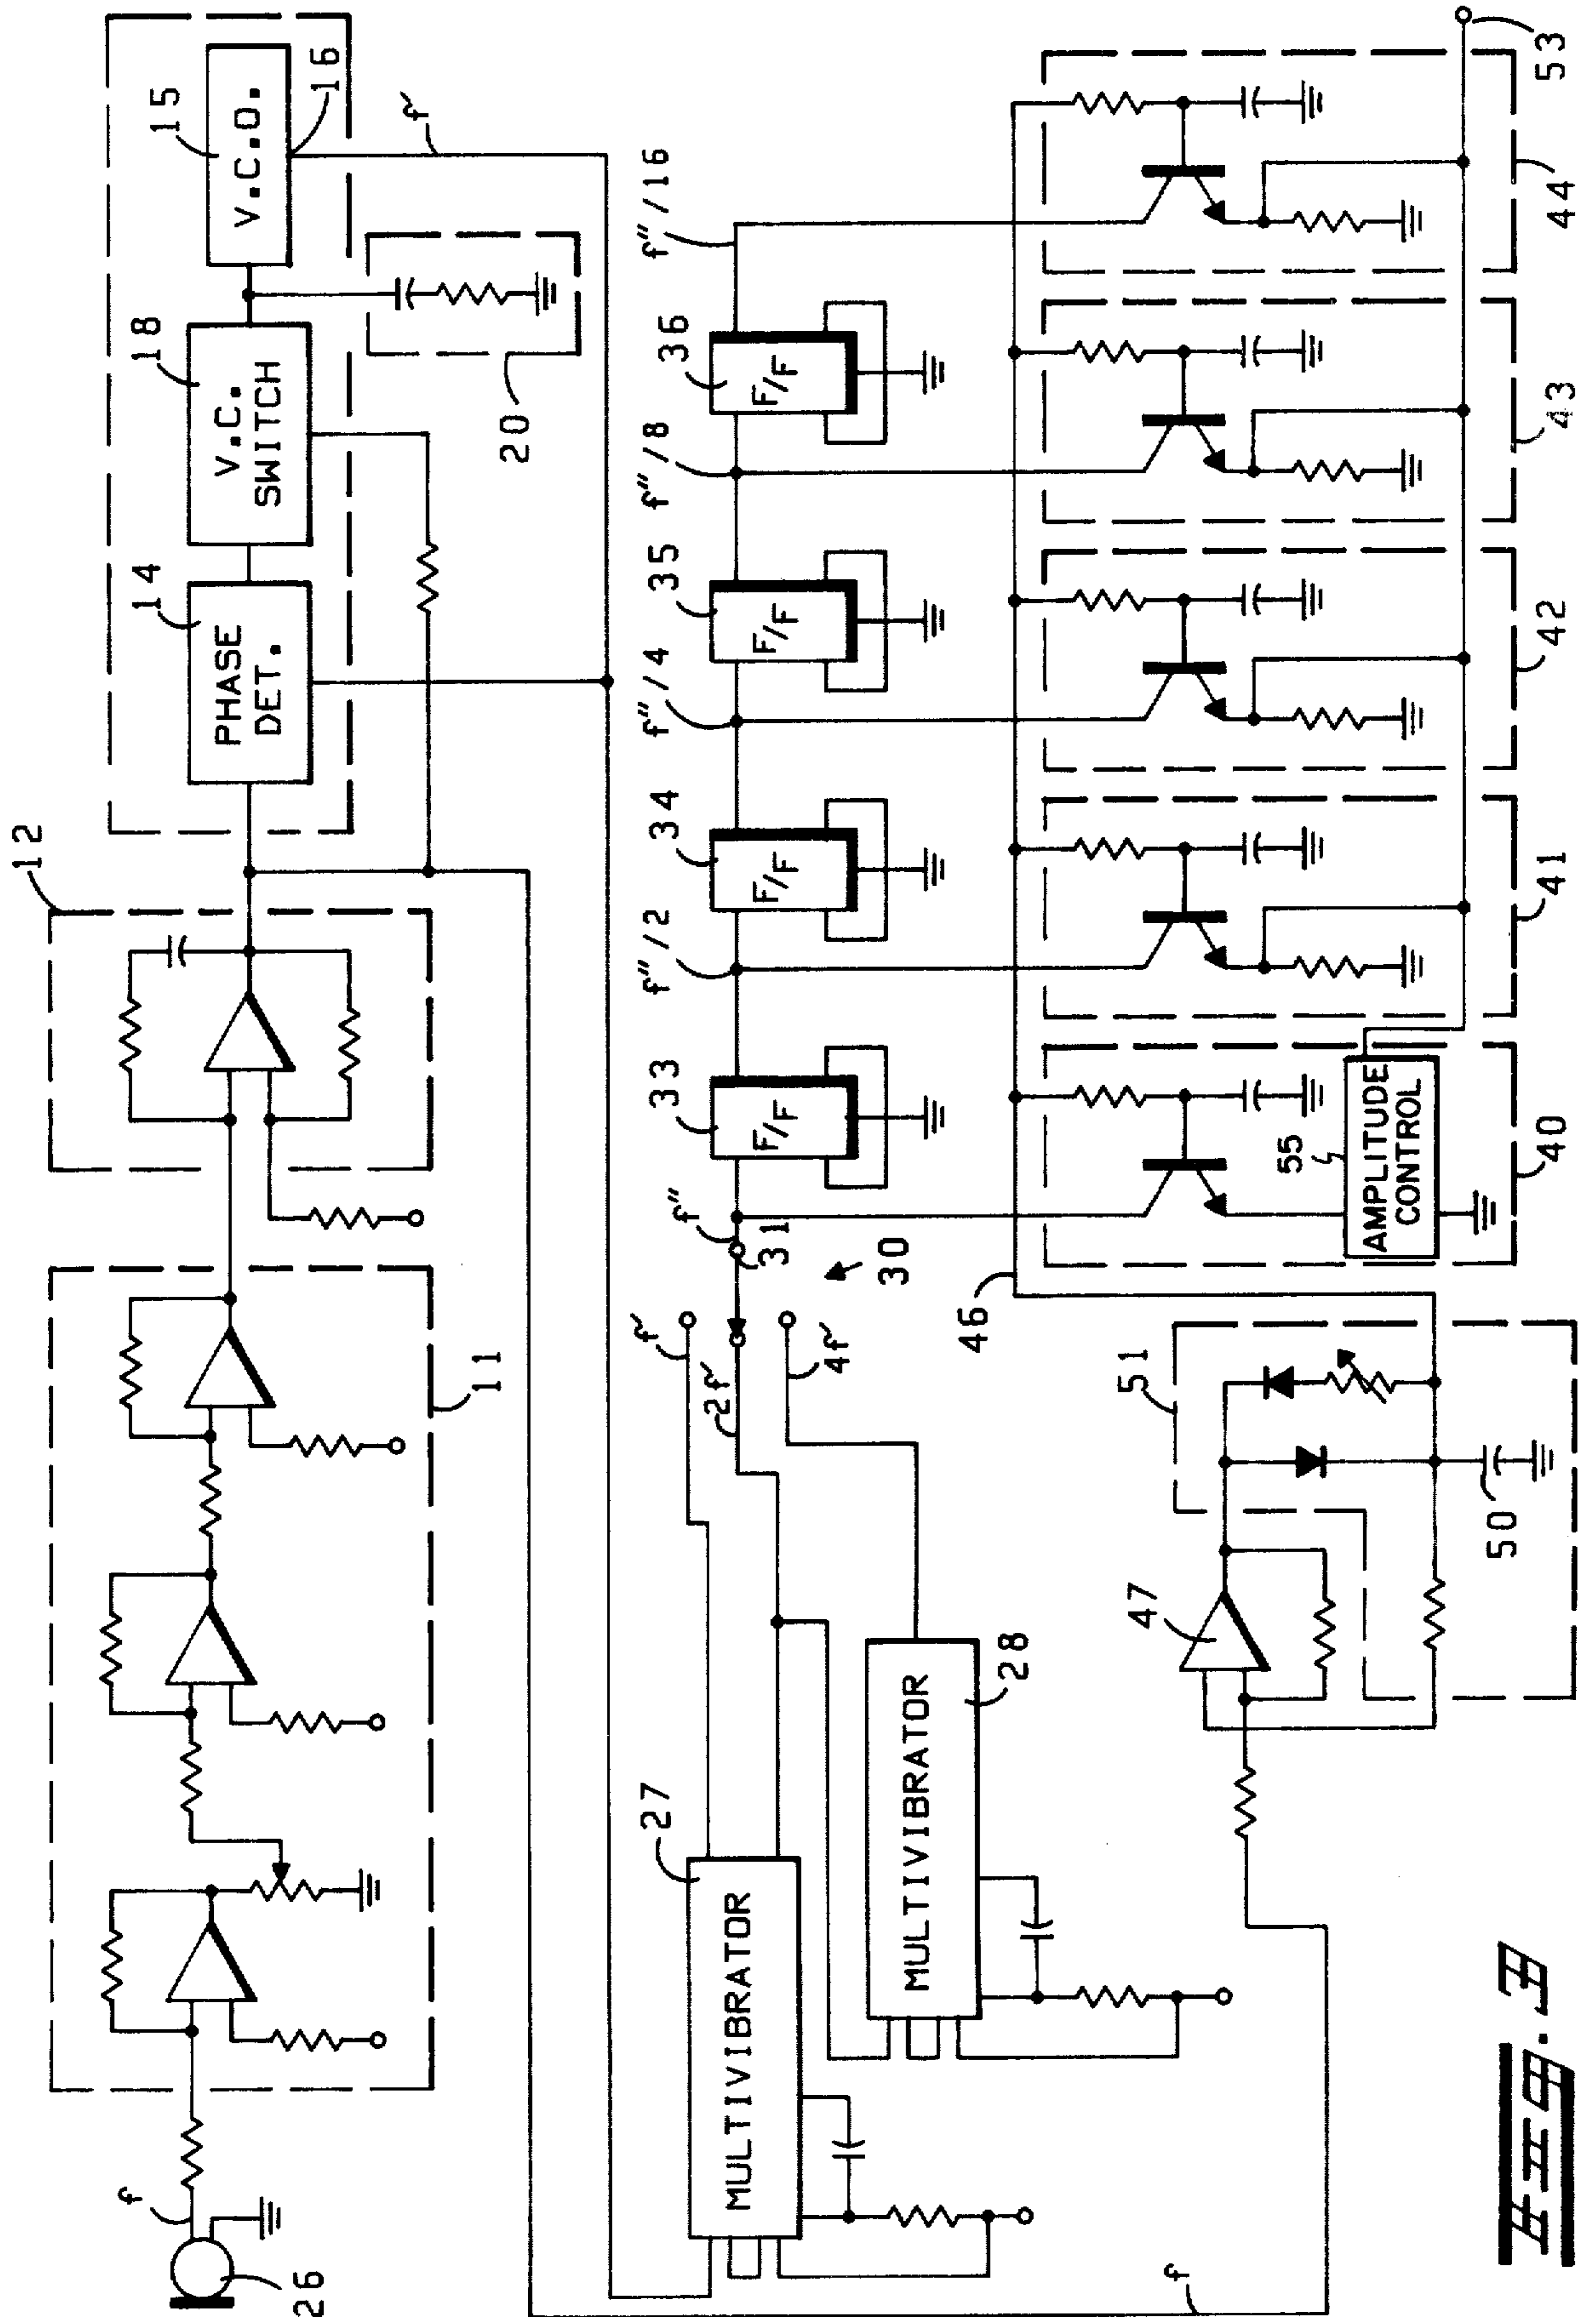 12
14
PHASE
DET.
18
V.C.
SWITCH
15
V.C.O.
16
f'
20
11
f
26
f"
31
30
33
F/F
f"/2
34
F/F
f"/4
35
F/F
f"/8
36
F/F
f"/16
f'
2f'
4f'
27
MULTIVIBRATOR
28
MULTIVIBRATOR
46
47
51
50
55
AMPLITUDE
CONTROL
40
41
42
43
44
53
f
FIG. 3